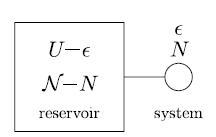 U−ϵ
𝒩−N
reservoir
ϵ
N
system